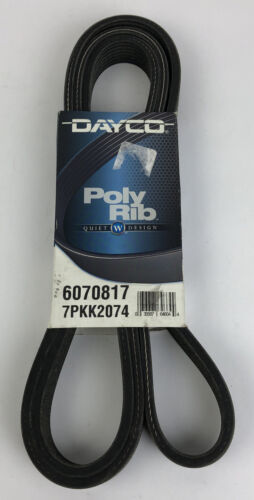 DAYCO
Poly
Rib
QUIET W DESIGN
6070817
7PKK2074